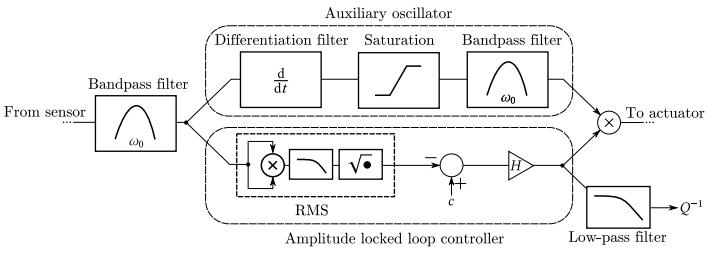 Auxiliary oscillator
Differentiation filter Saturation Bandpass filter
Bandpass filter
d
dt
ω₀
From sensor
ω₀
To actuator
×
×
√•
−
+
H
c
RMS
Q⁻¹
Low-pass filter
Amplitude locked loop controller